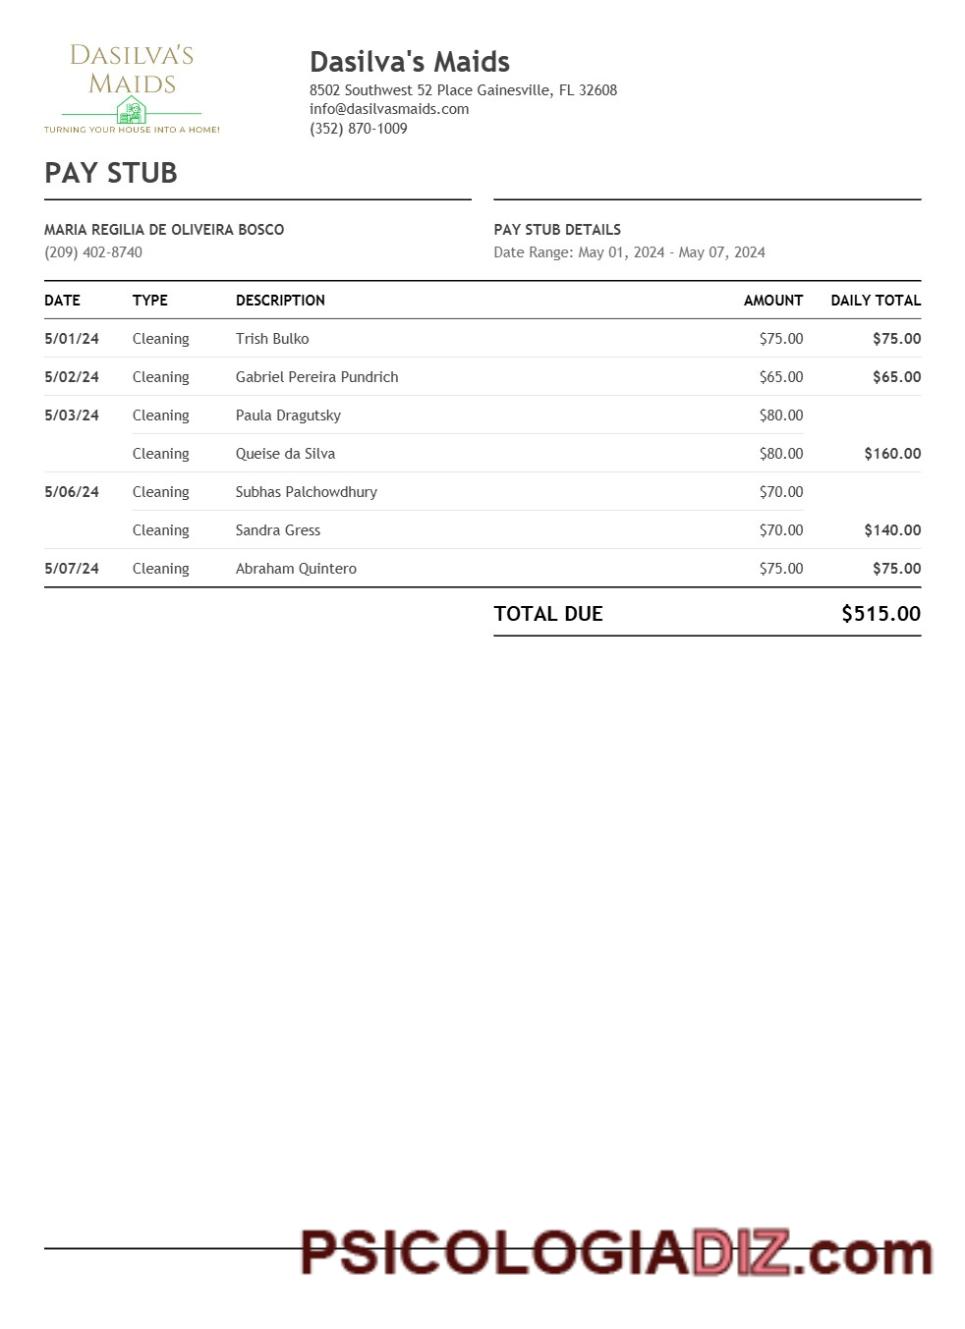 DASILVA'S
MAIDS
TURNING YOUR HOUSE INTO A HOME!
Dasilva's Maids
8502 Southwest 52 Place Gainesville, FL 32608
info@dasilvasmaids.com
(352) 870-1009
PAY STUB
MARIA REGILIA DE OLIVEIRA BOSCO
(209) 402-8740
PAY STUB DETAILS
Date Range: May 01, 2024 - May 07, 2024
DATE TYPE DESCRIPTION AMOUNT DAILY TOTAL
5/01/24 Cleaning Trish Bulko $75.00 $75.00
5/02/24 Cleaning Gabriel Pereira Pundrich $65.00 $65.00
5/03/24 Cleaning Paula Dragutsky $80.00
Cleaning Queise da Silva $80.00 $160.00
5/06/24 Cleaning Subhas Palchowdhury $70.00
Cleaning Sandra Gress $70.00 $140.00
5/07/24 Cleaning Abraham Quintero $75.00 $75.00
TOTAL DUE $515.00
PSICOLOGIADIZ.com